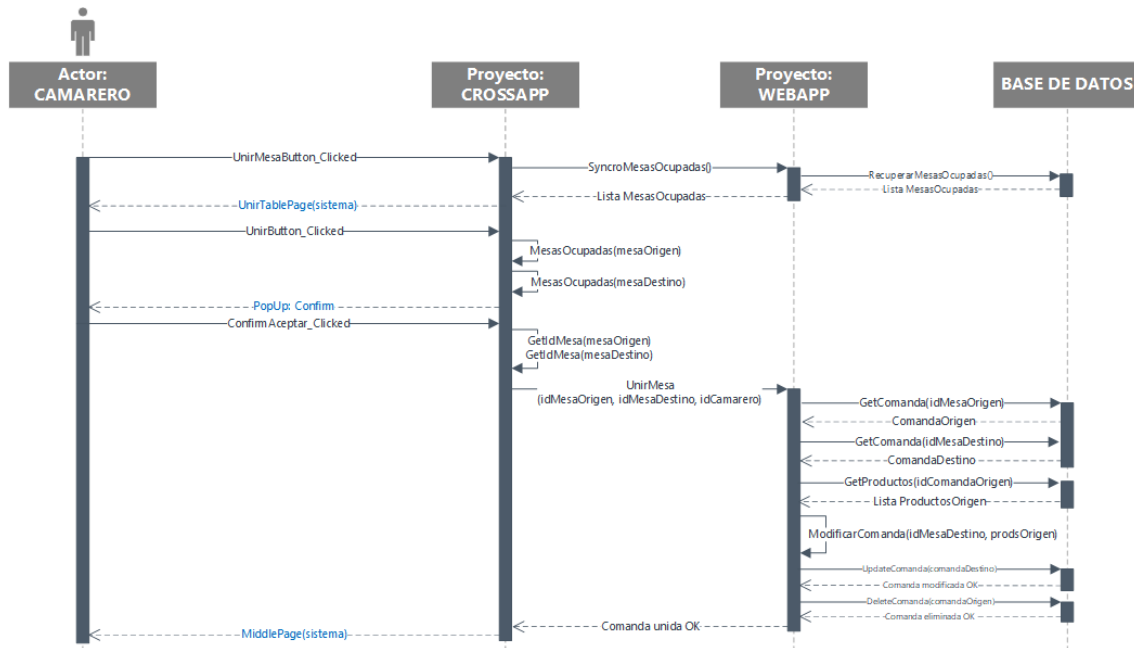 Actor:
CAMARERO
Proyecto:
CROSSAPP
Proyecto:
WEBAPP
BASE DE DATOS
UnirMesaButton_Clicked
SyncroMesasOcupadas()
RecuperarMesasOcupadas()
Lista MesasOcupadas
Lista MesasOcupadas
UnirTablePage(sistema)
UnirButton_Clicked
MesasOcupadas(mesaOrigen)
MesasOcupadas(mesaDestino)
PopUp: Confirm
ConfirmAceptar_Clicked
GetIdMesa(mesaOrigen)
GetIdMesa(mesaDestino)
UnirMesa
(idMesaOrigen, idMesaDestino, idCamarero)
GetComanda(idMesaOrigen)
ComandaOrigen
GetComanda(idMesaDestino)
ComandaDestino
GetProductos(idComandaOrigen)
Lista ProductosOrigen
ModificarComanda(idMesaDestino, prodsOrigen)
UpdateComanda(comandaDestino)
Comanda modificada OK
DeleteComanda(comandaOrigen)
Comanda eliminada OK
Comanda unida OK
MiddlePage(sistema)